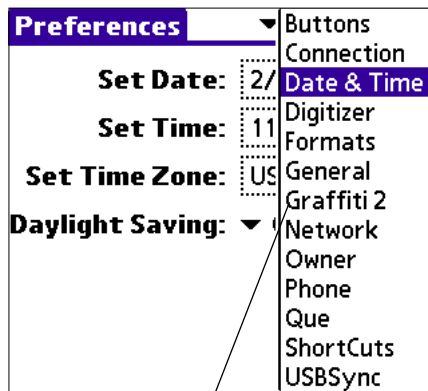 Preferences
Set Date: 2/
Set Time: 11
Set Time Zone: US
Daylight Saving:
Buttons
Connection
Date & Time
Digitizer
Formats
General
Graffiti 2
Network
Owner
Phone
Que
ShortCuts
USBSync